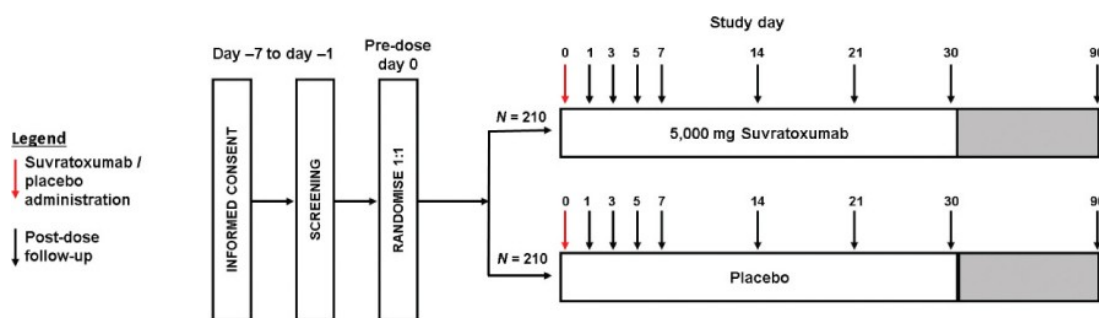 Study day
Day –7 to day –1
Pre-dose
day 0
0 1 3 5 7 14 21 30 90
N = 210
5,000 mg Suvratoxumab
Legend
Suvratoxumab /
placebo
administration
Post-dose
follow-up
INFORMED CONSENT
SCREENING
RANDOMISE 1:1
0 1 3 5 7 14 21 30 90
N = 210
Placebo